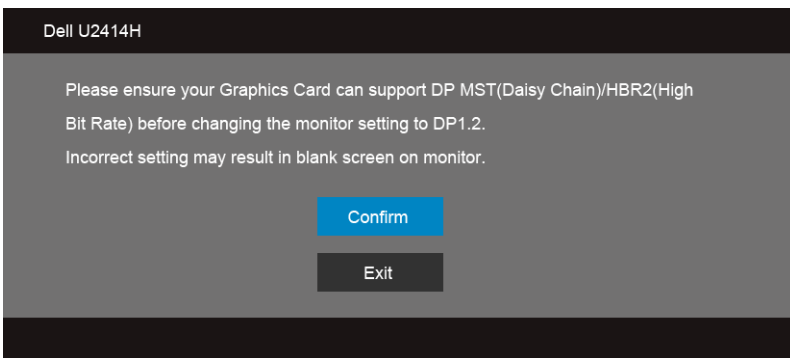 Dell U2414H
Please ensure your Graphics Card can support DP MST(Daisy Chain)/HBR2(High
Bit Rate) before changing the monitor setting to DP1.2.
Incorrect setting may result in blank screen on monitor.
Confirm
Exit